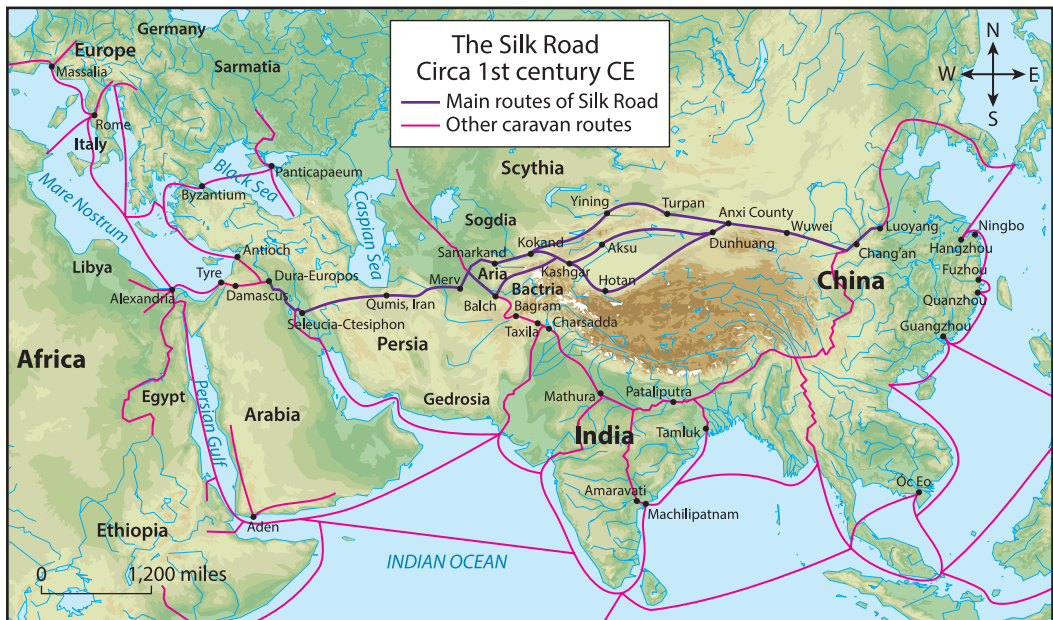 The Silk Road
Circa 1st century CE
Main routes of Silk Road
Other caravan routes
N
W
E
S
Germany
Europe
Massalia
Sarmatia
Rome
Italy
Panticapaeum
Black Sea
Byzantium
Mare Nostrum
Caspian Sea
Scythia
Yining
Turpan
Anxi County
Wuwei
Luoyang
Ningbo
Hangzhou
Sogdia
Kokand
Aksu
Dunhuang
Chang'an
Antioch
Sanarkand
Kashgar
Fuzhou
Libya
Tyre
Dura-Europos
Merv
Aria
Bactria
Hotan
China
Quanzhou
Alexandria
Damascus
Qumis, Iran
Balch
Bagram
Seleucia-Ctesiphon
Taxila
Charsadda
Guangzhou
Persia
Africa
Egypt
Persian Gulf
Arabia
Gedrosia
Mathura
Pataliputra
India
Tamluk
Amaravati
Machilipatnam
Oc Eo
Ethiopia
Aden
INDIAN OCEAN
0
1,200 miles